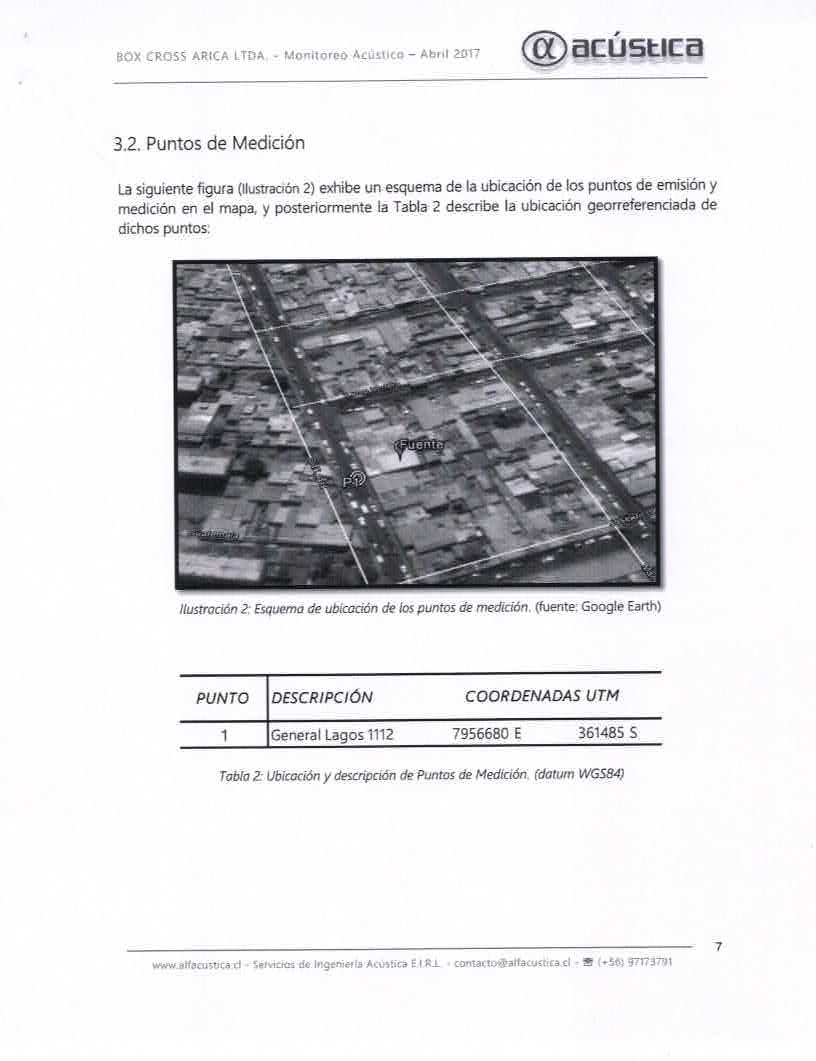 BOX CROSS ARICA LTDA. - Monitoreo Acústico – Abril 2017
α acústica
3.2. Puntos de Medición
La siguiente figura (Ilustración 2) exhibe un esquema de la ubicación de los puntos de emisión y
medición en el mapa, y posteriormente la Tabla 2 describe la ubicación georreferenciada de
dichos puntos:
Fuente
P1
Ilustración 2: Esquema de ubicación de los puntos de medición. (fuente: Google Earth)
PUNTO DESCRIPCIÓN COORDENADAS UTM
1 General Lagos 1112 7956680 E 361485 S
Tabla 2: Ubicación y descripción de Puntos de Medición. (datum WGS84)
7
www.alfacustica.cl - Servicios de Ingeniería Acústica E.I.R.L. - contacto@alfacustica.cl - ☎ (+56) 97173791